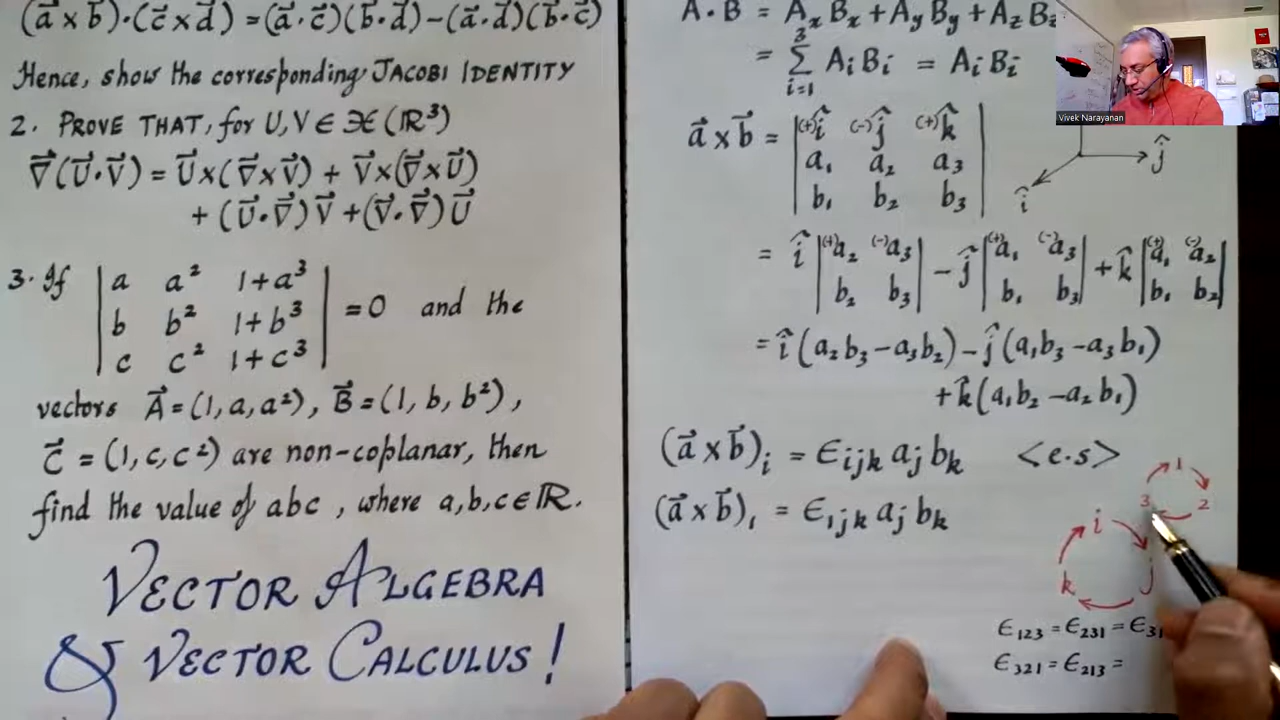 (a⃗ × b⃗)·(c⃗ × d⃗) = (a⃗·c⃗)(b⃗·d⃗) − (a⃗·d⃗)(b⃗·c⃗)
Hence, show the corresponding JACOBI IDENTITY
2. PROVE THAT, for U, V ∈ 𝔛(ℝ³)
∇⃗(U⃗·V⃗) = U⃗×(∇⃗×V⃗) + V⃗×(∇⃗×U⃗)
+ (U⃗·∇⃗)V⃗ + (V⃗·∇⃗)U⃗
3. If | a a² 1+a³ |
| b b² 1+b³ | = 0 and the
| c c² 1+c³ |
vectors A⃗ = (1, a, a²), B⃗ = (1, b, b²),
C⃗ = (1, c, c²) are non-coplanar, then
find the value of abc, where a, b, c ∈ ℝ.
VECTOR ALGEBRA
& VECTOR CALCULUS!
A·B = AₓBₓ + A_yB_y + A_zB_z
= Σ_{i=1}^{3} AᵢBᵢ = AᵢBᵢ
a⃗ × b⃗ = | (+)î (−)ĵ (+)k̂ |
| a₁ a₂ a₃ |
| b₁ b₂ b₃ |
ĵ
î
= î | (+)a₂ (−)a₃ | − ĵ | (+)a₁ (−)a₃ | + k̂ | (+)a₁ (−)a₂ |
| b₂ b₃ | | b₁ b₃ | | b₁ b₂ |
= î(a₂b₃ − a₃b₂) − ĵ(a₁b₃ − a₃b₁)
+ k̂(a₁b₂ − a₂b₁)
(a⃗ × b⃗)ᵢ = ϵᵢⱼₖ aⱼ bₖ <e.s>
(a⃗ × b⃗)₁ = ϵ₁ⱼₖ aⱼ bₖ
1
3 2
i
k j
ϵ₁₂₃ = ϵ₂₃₁ = ϵ₃₁
ϵ₃₂₁ = ϵ₂₁₃ =
Vivek Narayanan